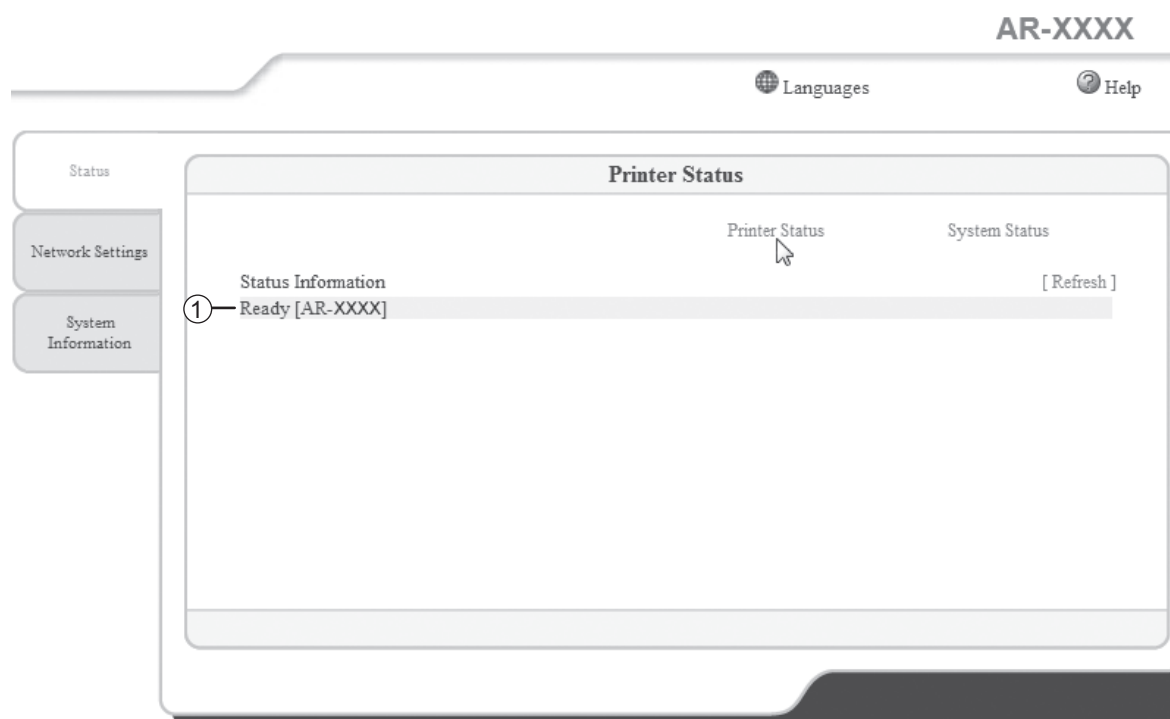 AR-XXXX
Languages
Help
Status
Printer Status
Network Settings
Printer Status
System Status
Status Information
[ Refresh ]
1
Ready [AR-XXXX]
System
Information